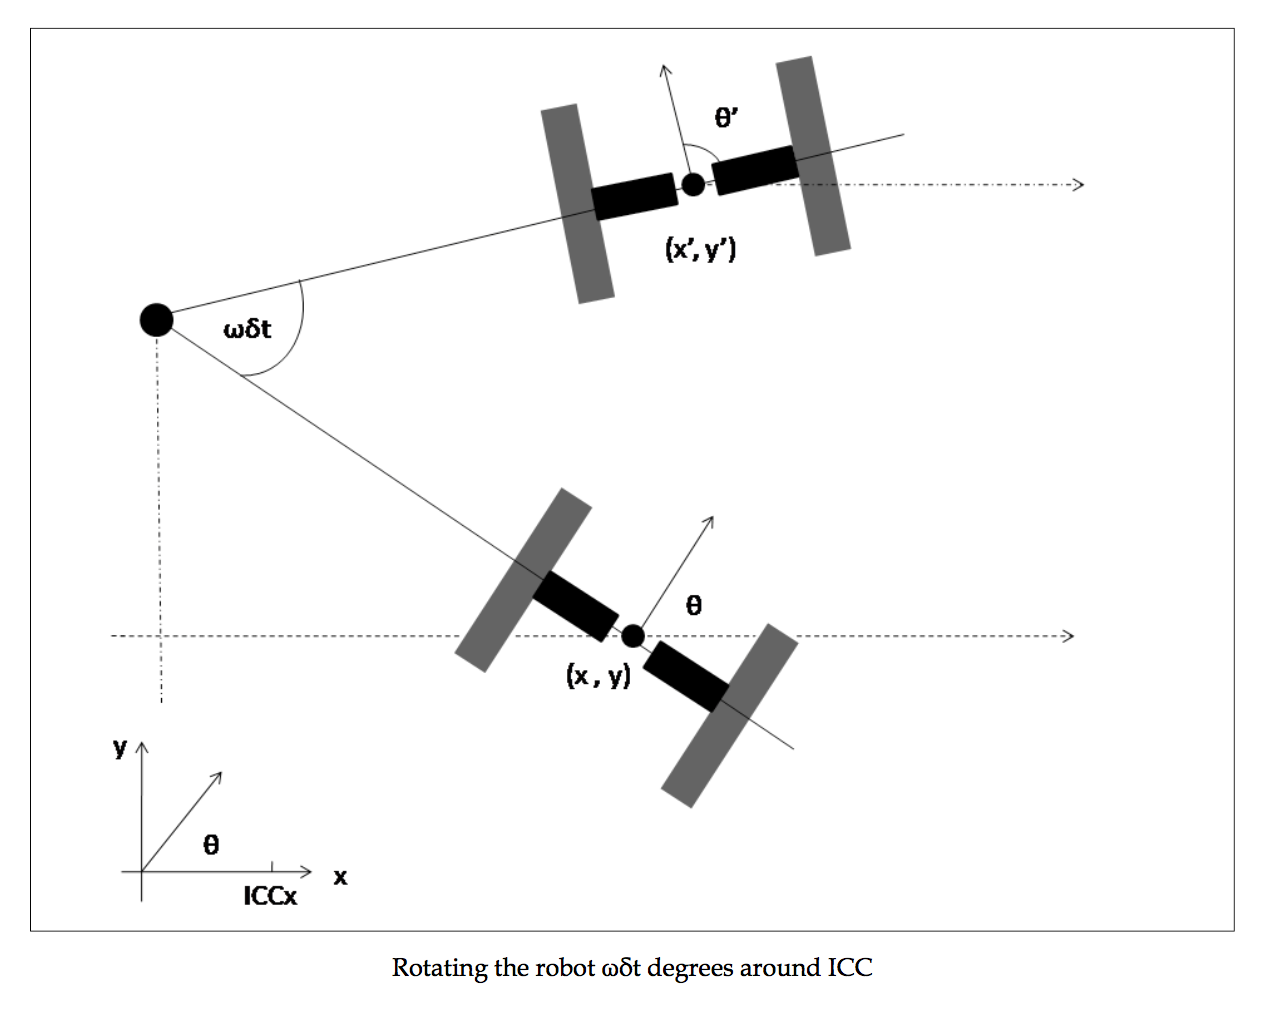 θ’
(x’, y’)
ωδt
θ
(x , y)
y
θ
x
ICCx
Rotating the robot ωδt degrees around ICC